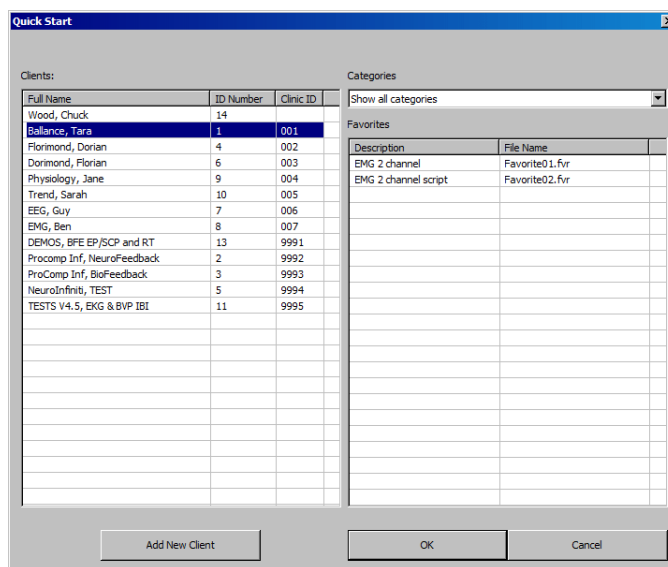 Quick Start
Clients:
Full Name ID Number Clinic ID
Wood, Chuck 14
Ballance, Tara 1 001
Florimond, Dorian 4 002
Dorimond, Florian 6 003
Physiology, Jane 9 004
Trend, Sarah 10 005
EEG, Guy 7 006
EMG, Ben 8 007
DEMOS, BFE EP/SCP and RT 13 9991
Procomp Inf, NeuroFeedback 2 9992
ProComp Inf, BioFeedback 3 9993
NeuroInfiniti, TEST 5 9994
TESTS V4.5, EKG & BVP IBI 11 9995
Categories
Show all categories
Favorites
Description File Name
EMG 2 channel Favorite01.fvr
EMG 2 channel script Favorite02.fvr
Add New Client
OK
Cancel